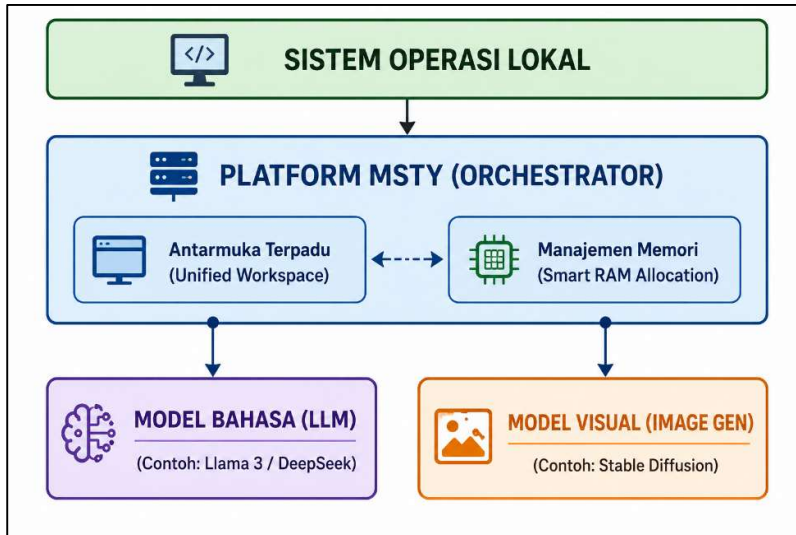 </>
SISTEM OPERASI LOKAL
PLATFORM MSTY (ORCHESTRATOR)
Antarmuka Terpadu
(Unified Workspace)
Manajemen Memori
(Smart RAM Allocation)
MODEL BAHASA (LLM)
(Contoh: Llama 3 / DeepSeek)
MODEL VISUAL (IMAGE GEN)
(Contoh: Stable Diffusion)